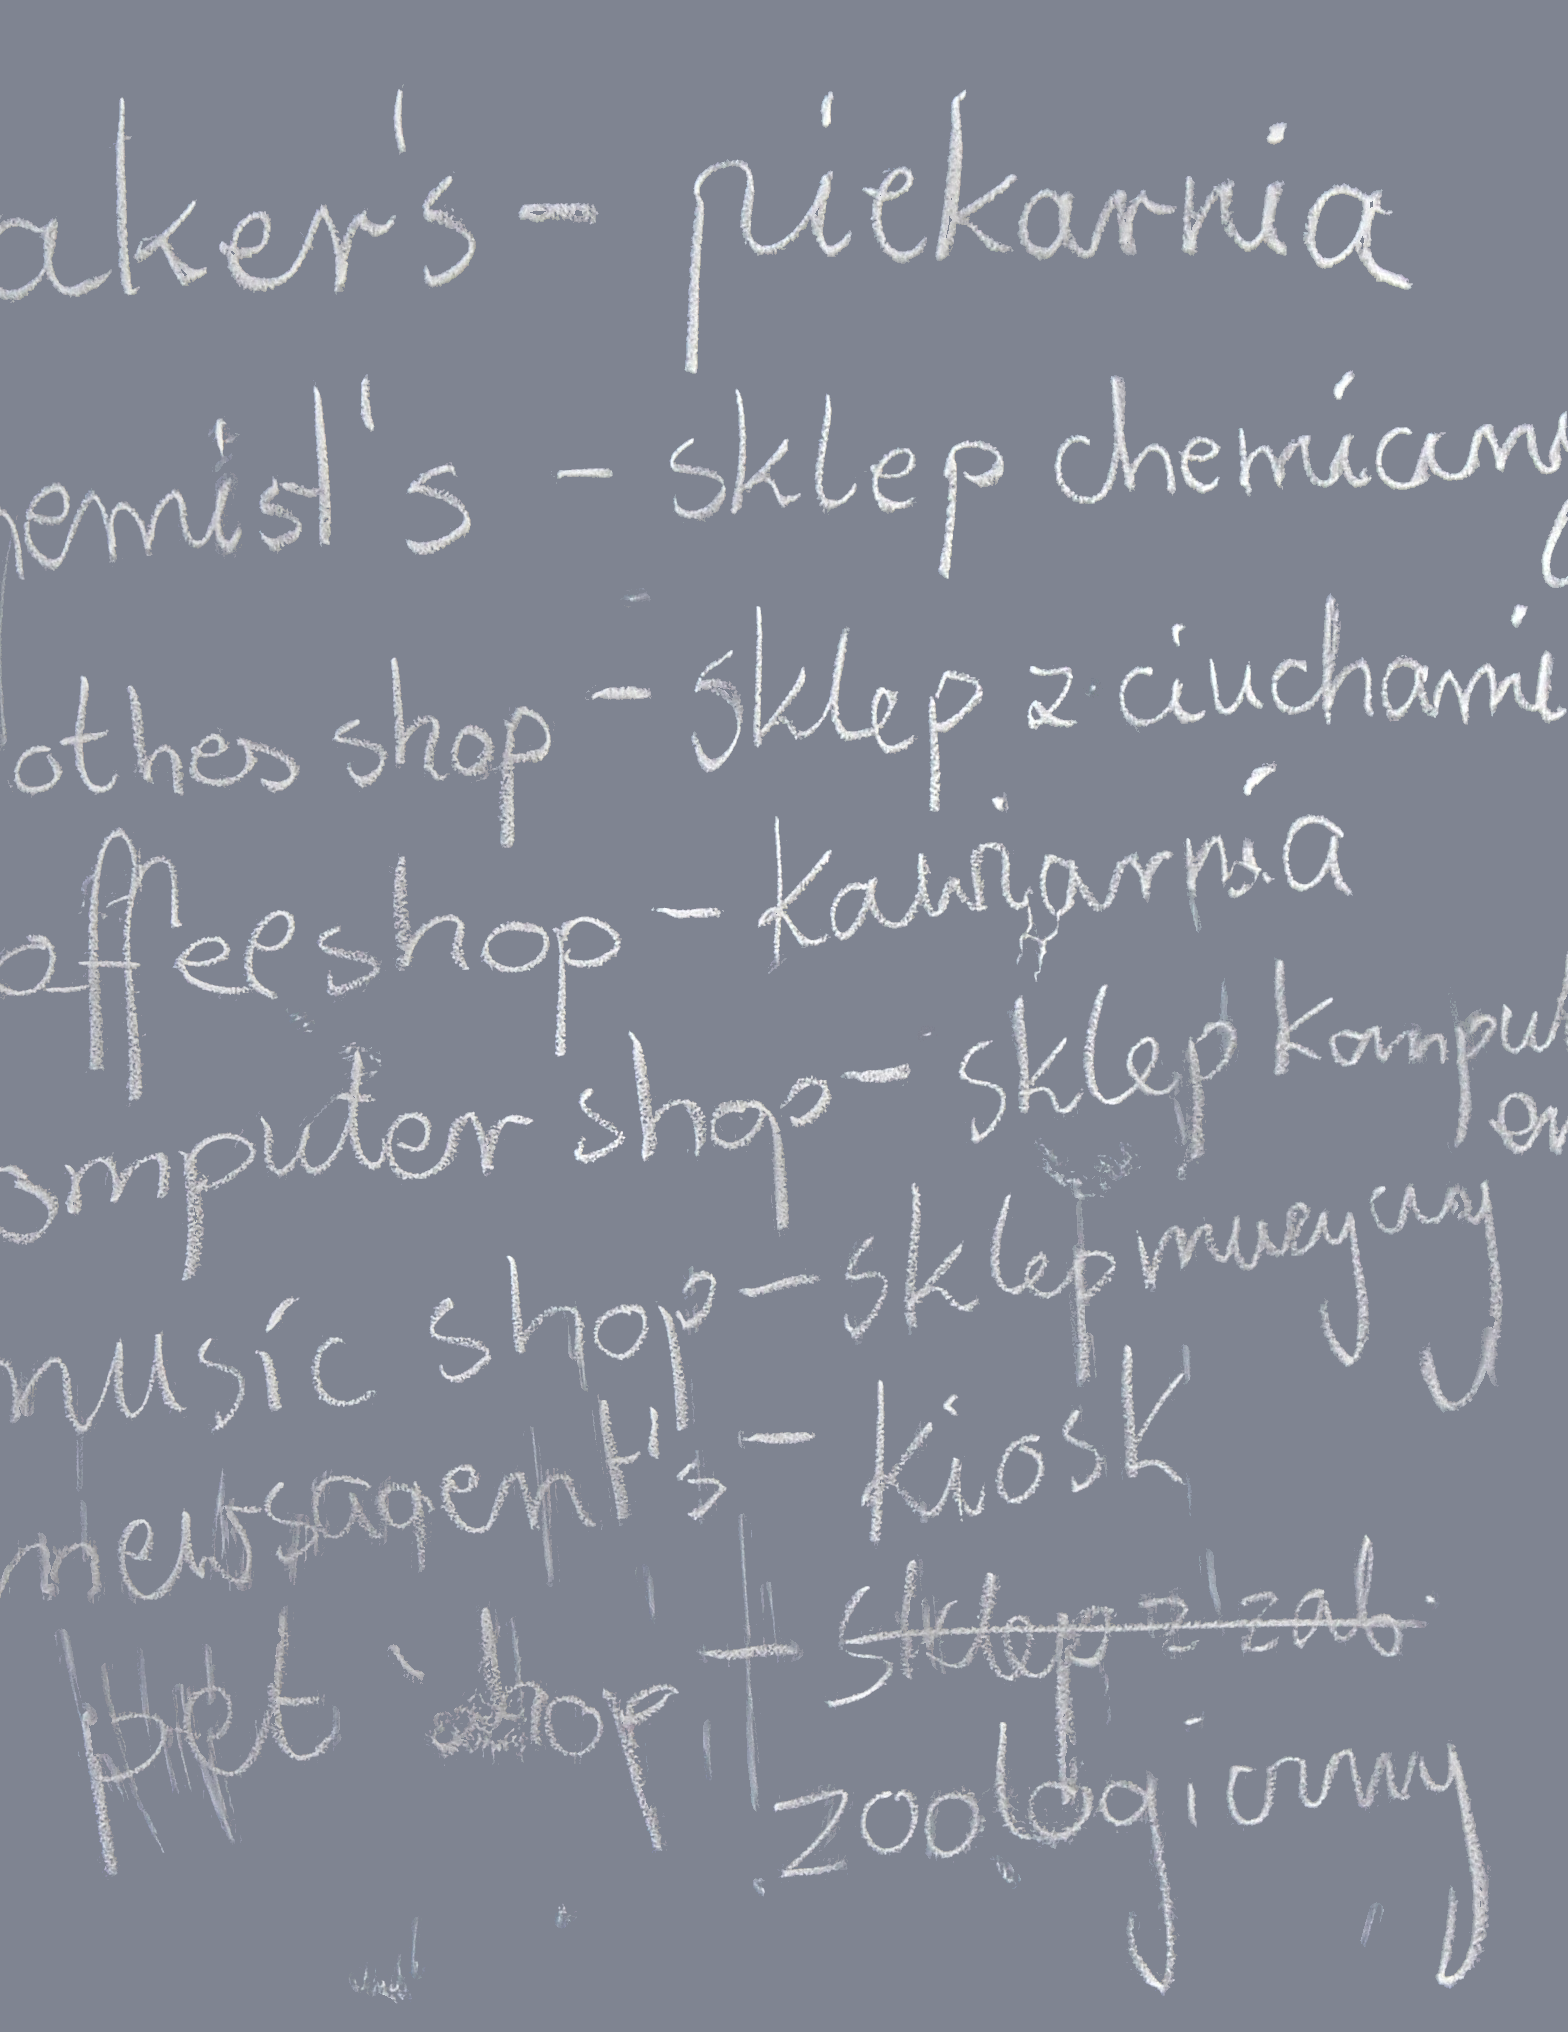 aker's - piekarnia
hemist's - sklep chemiczny
othes shop - sklep z ciuchami
offeeshop - kawiarnia
omputer shop - sklep komput
er
music shop - sklep muzyczny
newsagent's - kiosk
pet shop - sklep z zab.
zoologiczny